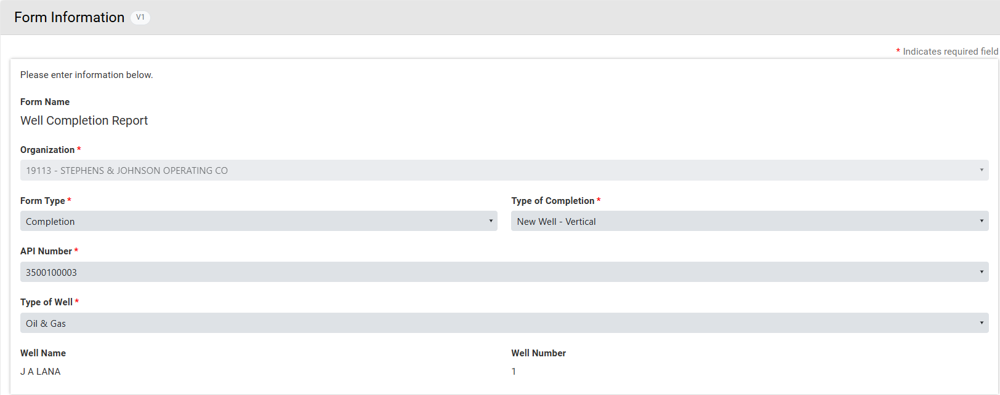 Form Information V1
* Indicates required field
Please enter information below.
Form Name
Well Completion Report
Organization *
19113 - STEPHENS & JOHNSON OPERATING CO
Form Type * Type of Completion *
Completion New Well - Vertical
API Number *
3500100003
Type of Well *
Oil & Gas
Well Name Well Number
J A LANA 1